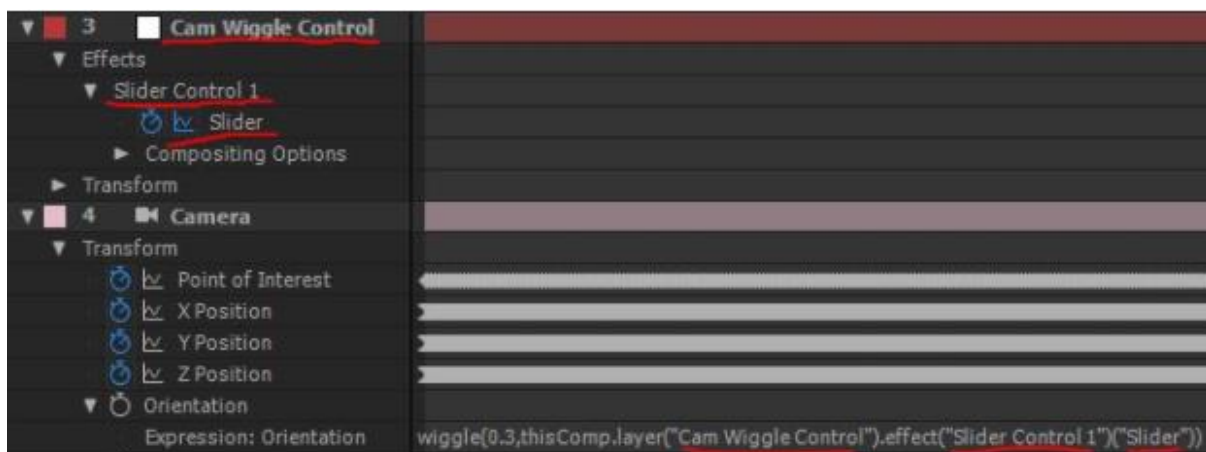 3 Cam Wiggle Control
Effects
Slider Control 1
Slider
Compositing Options
Transform
4 Camera
Transform
Point of Interest
X Position
Y Position
Z Position
Orientation
Expression: Orientation wiggle(0.3,thisComp.layer("Cam Wiggle Control").effect("Slider Control 1")("Slider"))